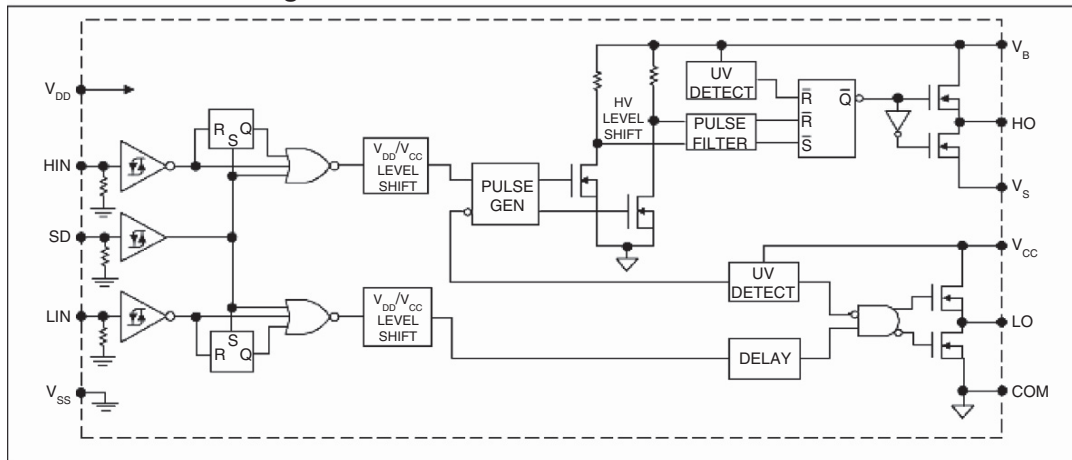 V_B
V_DD
UV
DETECT
R̅
Q̅
R S Q
HV
LEVEL
SHIFT
PULSE
FILTER
R̅
S̅
HO
HIN
V_DD/V_CC
LEVEL
SHIFT
PULSE
GEN
V_S
SD
V_CC
UV
DETECT
LIN
V_DD/V_CC
LEVEL
SHIFT
LO
R S Q
DELAY
V_SS
COM